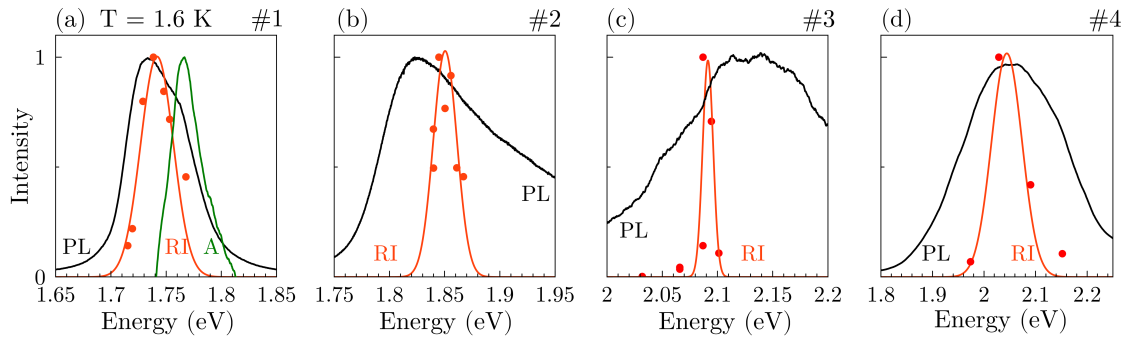 (a) T = 1.6 K #1 (b) #2 (c) #3 (d) #4
1
Intensity
PL RI A RI PL PL RI PL RI
0
1.65 1.7 1.75 1.8 1.85 1.75 1.8 1.85 1.9 1.95 2 2.05 2.1 2.15 2.2 1.8 1.9 2 2.1 2.2
Energy (eV) Energy (eV) Energy (eV) Energy (eV)